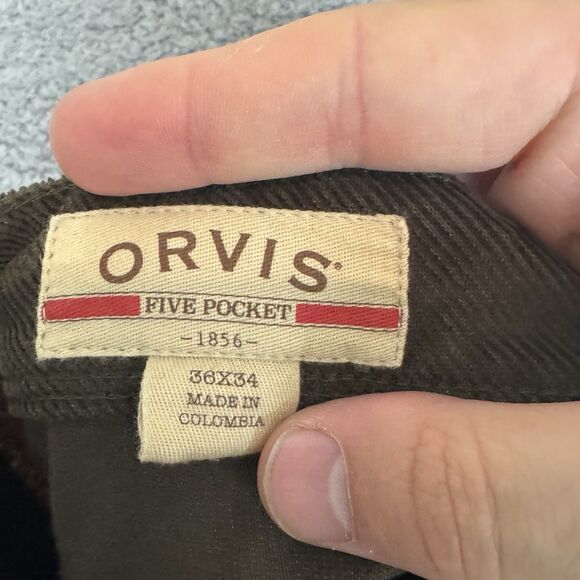 ORVIS®
FIVE POCKET
-1856-
36X34
MADE IN
COLOMBIA